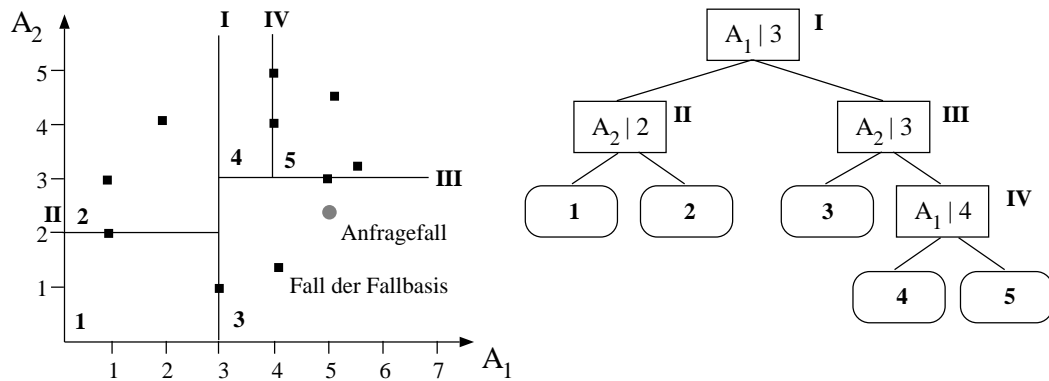 I IV
A2
5
4
4 5
3
III
II 2
2
Anfragefall
1
Fall der Fallbasis
1 3
1 2 3 4 5 6 7
A1
A1 | 3 I
A2 | 2 II
A2 | 3 III
1 2 3
A1 | 4 IV
4 5